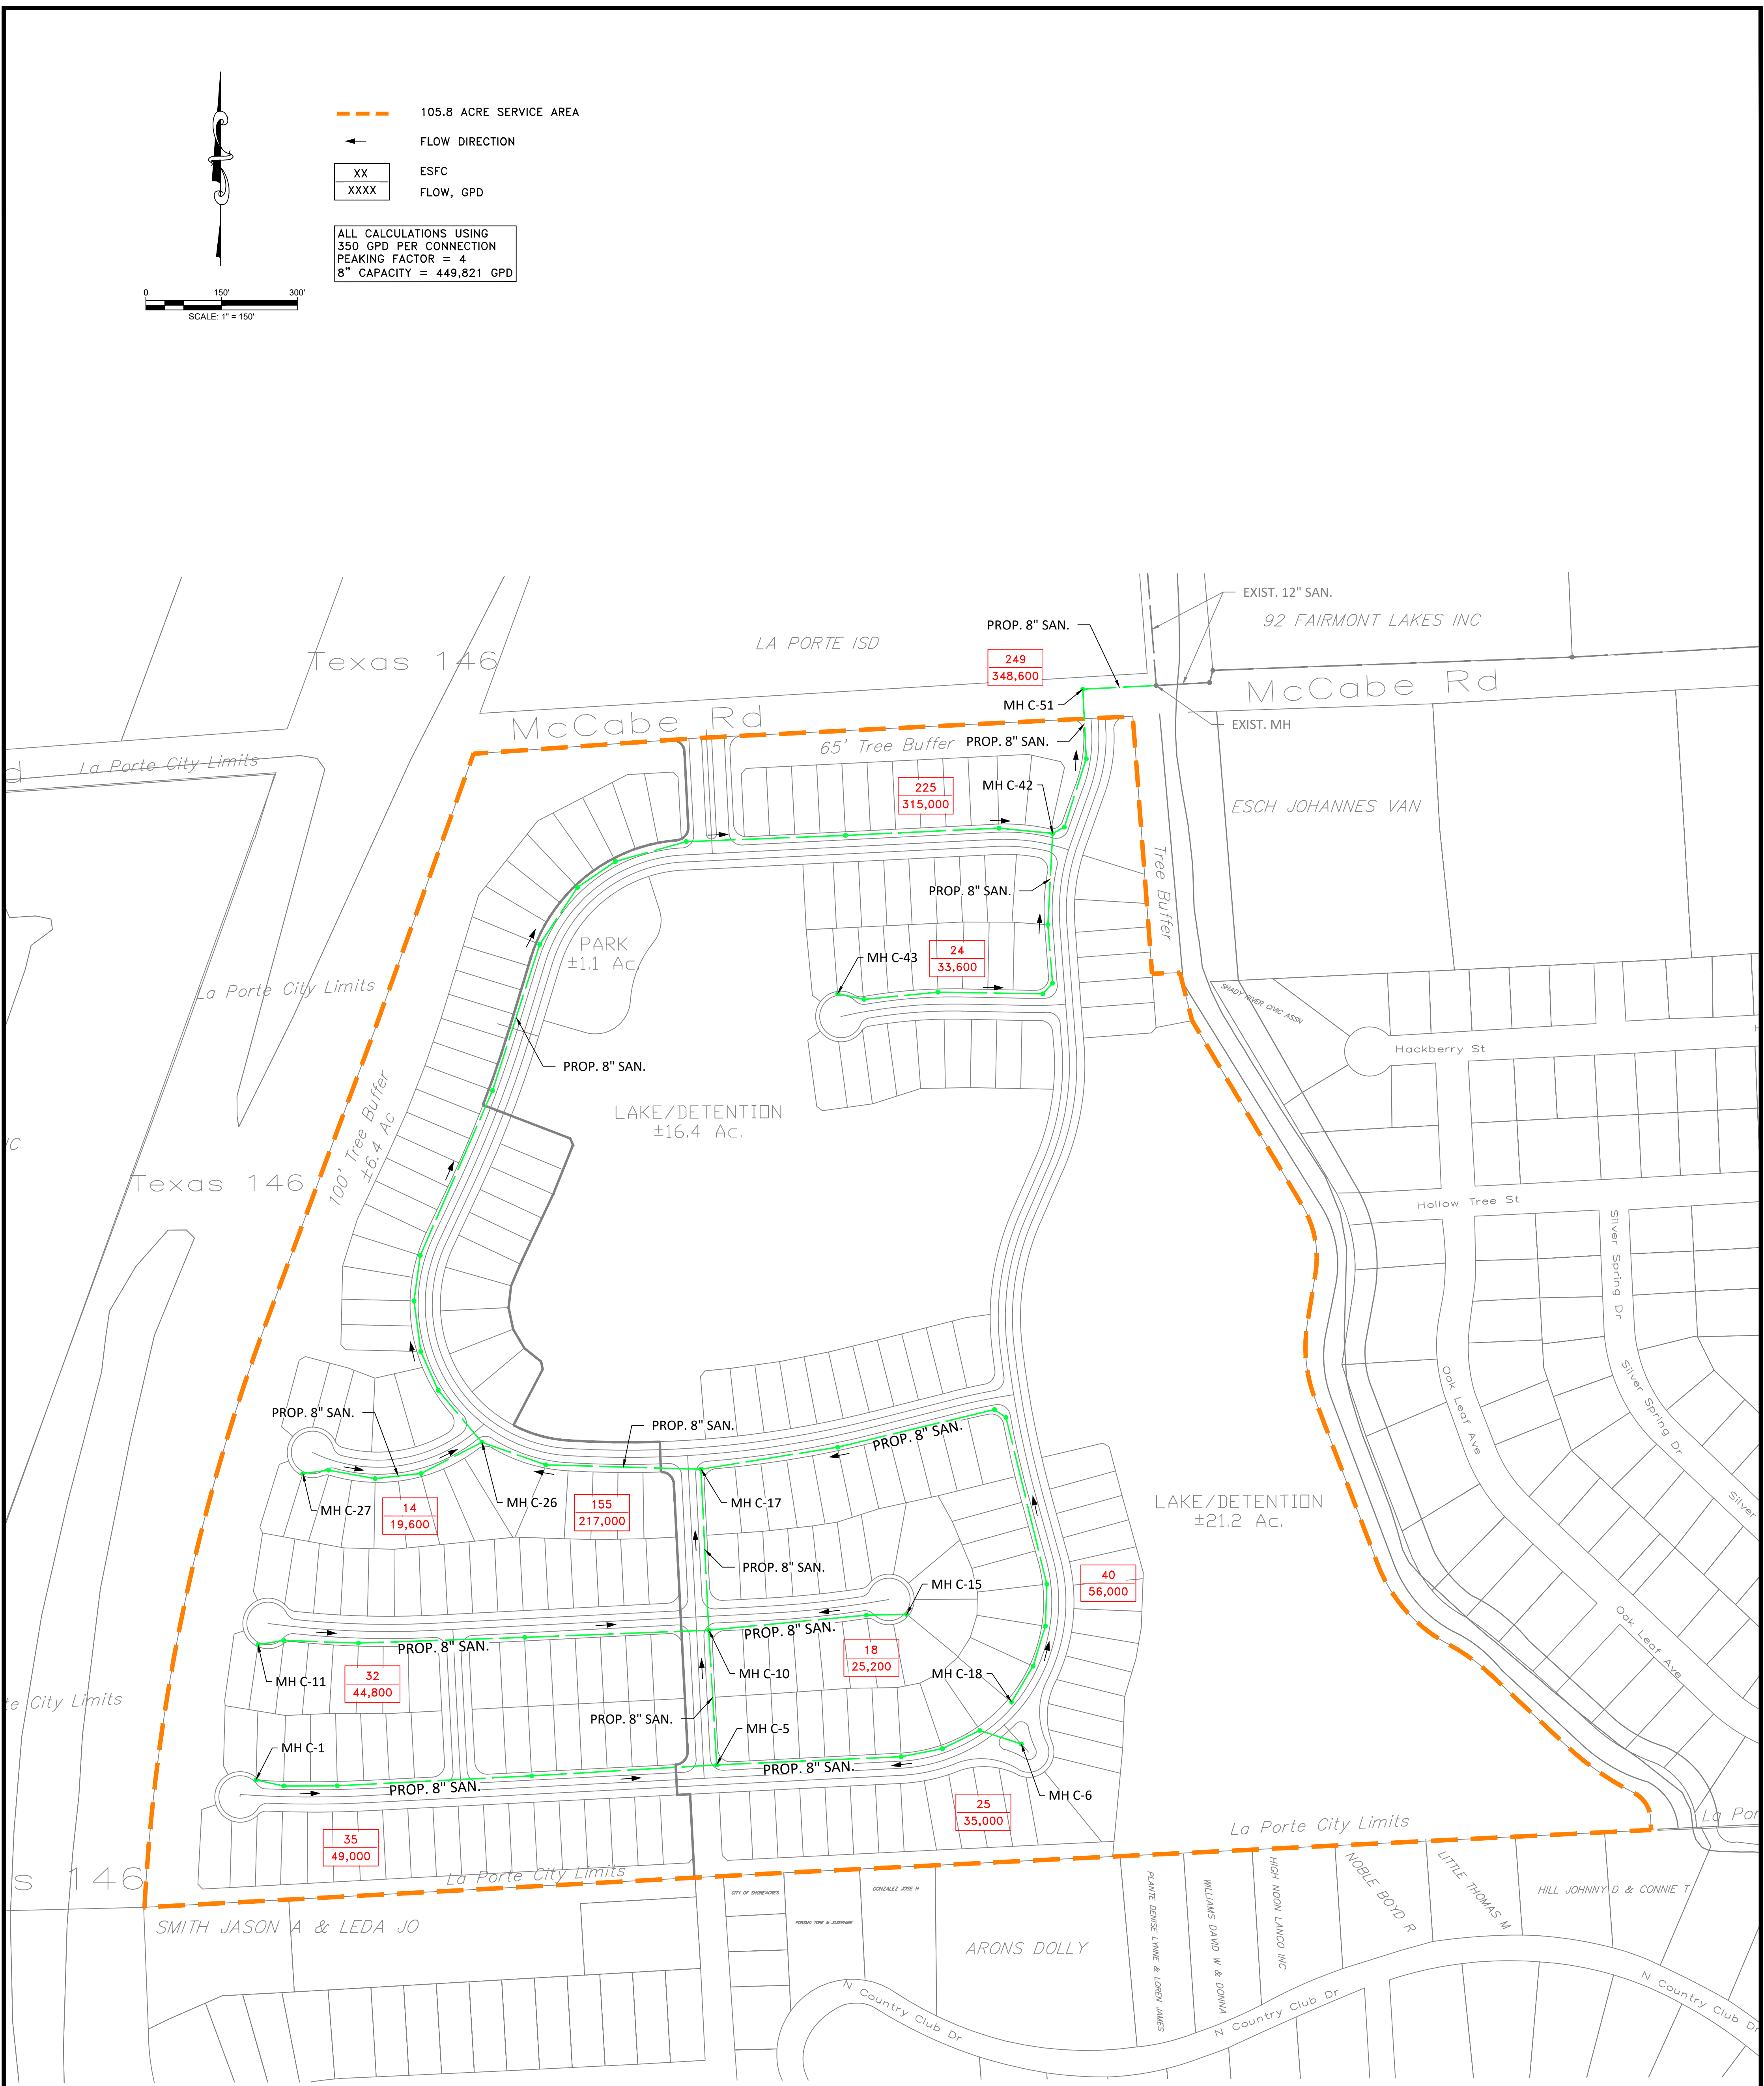 105.8 ACRE SERVICE AREA
FLOW DIRECTION
XX
ESFC
XXXX
FLOW, GPD
ALL CALCULATIONS USING
350 GPD PER CONNECTION
PEAKING FACTOR = 4
8" CAPACITY = 449,821 GPD
0 150' 300'
SCALE: 1" = 150'
EXIST. 12" SAN.
92 FAIRMONT LAKES INC
PROP. 8" SAN.
LA PORTE ISD
Texas 146
249
348,600
McCabe Rd
MH C-51
McCabe Rd
EXIST. MH
65' Tree Buffer
PROP. 8" SAN.
d
La Porte City Limits
225
315,000
MH C-42
ESCH JOHANNES VAN
Tree Buffer
PROP. 8" SAN.
PARK
±1.1 Ac.
MH C-43
24
33,600
La Porte City Limits
SHADY RIVER CIVIC ASSN
Hackberry St
H
PROP. 8" SAN.
LAKE/DETENTION
±16.4 Ac.
100' Tree Buffer
±6.4 Ac
IC
Texas 146
Hollow Tree St
Silver Spring Dr
Silver Spring Dr
Silver
Oak Leaf Ave
PROP. 8" SAN.
PROP. 8" SAN.
PROP. 8" SAN.
MH C-27
14
19,600
MH C-26
155
217,000
MH C-17
LAKE/DETENTION
±21.2 Ac.
PROP. 8" SAN.
MH C-15
40
56,000
Oak Leaf Ave
PROP. 8" SAN.
PROP. 8" SAN.
18
25,200
MH C-11
32
44,800
MH C-10
MH C-18
te City Limits
PROP. 8" SAN.
MH C-5
MH C-1
PROP. 8" SAN.
PROP. 8" SAN.
MH C-6
25
35,000
La Porte City Limits
La Por
35
49,000
La Porte City Limits
s 146
SMITH JASON A & LEDA JO
CITY OF SHOREACRES
GONZALEZ JOSE H
ARONS DOLLY
PLANTE DENISE LYNNE & LOREN JAMES
WILLIAMS DAVID W & DONNA
HIGH NOON LANCO INC
NOBLE BOYD R
LITTLE THOMAS M
HILL JOHNNY D & CONNIE T
N Country Club Dr
N Country Club Dr
N Country Club Dr